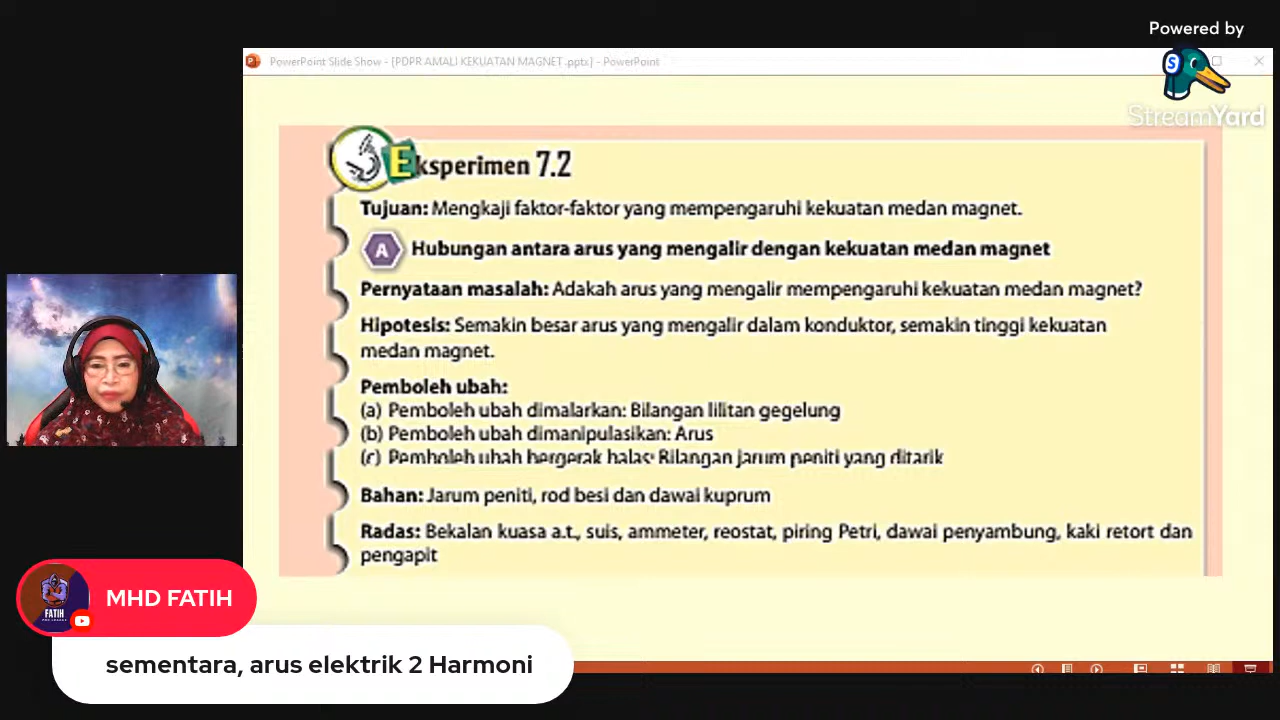 Powered by
StreamYard
PowerPoint Slide Show - [PDPR AMALI KEKUATAN MAGNET .pptx] - PowerPoint
Eksperimen 7.2
Tujuan: Mengkaji faktor-faktor yang mempengaruhi kekuatan medan magnet.
A Hubungan antara arus yang mengalir dengan kekuatan medan magnet
Pernyataan masalah: Adakah arus yang mengalir mempengaruhi kekuatan medan magnet?
Hipotesis: Semakin besar arus yang mengalir dalam konduktor, semakin tinggi kekuatan
medan magnet.
Pemboleh ubah:
(a) Pemboleh ubah dimalarkan: Bilangan lilitan gegelung
(b) Pemboleh ubah dimanipulasikan: Arus
(c) Pemboleh ubah bergerak balas: Bilangan jarum peniti yang ditarik
Bahan: Jarum peniti, rod besi dan dawai kuprum
Radas: Bekalan kuasa a.t., suis, ammeter, reostat, piring Petri, dawai penyambung, kaki retort dan
pengapit
FATIH
MHD FATIH
sementara, arus elektrik 2 Harmoni